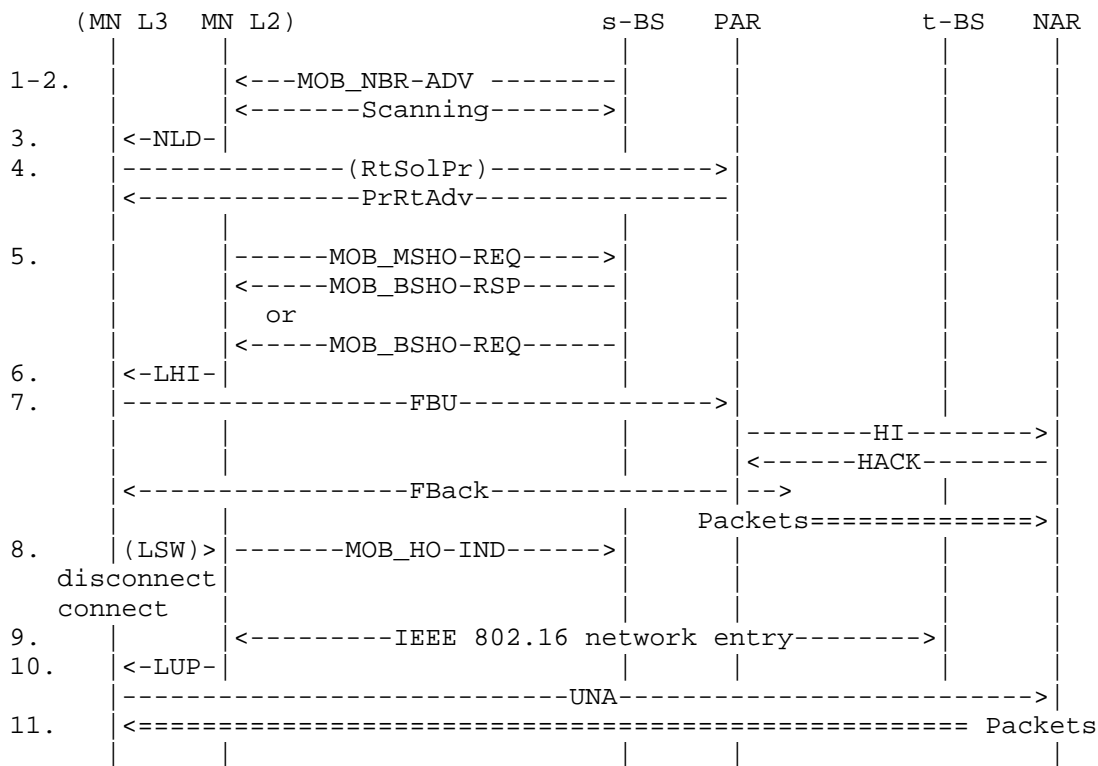 (MN L3  MN L2)                     s-BS    PAR             t-BS    NAR
         |       |                           |       |              |       |
1-2.     |       |<---MOB_NBR-ADV --------|       |              |       |
         |       |<-------Scanning------->|       |              |       |
3.       |<-NLD-|                           |       |              |       |
4.       |--------------(RtSolPr)-------------->|              |       |
         |<--------------PrRtAdv----------------|              |       |
         |       |                           |       |              |       |
5.       |       |------MOB_MSHO-REQ----->|       |              |       |
         |       |<-----MOB_BSHO-RSP------|       |              |       |
         |       |  or                       |       |              |       |
         |       |<-----MOB_BSHO-REQ------|       |              |       |
6.       |<-LHI-|                           |       |              |       |
7.       |------------------FBU---------------->|              |       |
         |       |                           |       |--------HI-------->|
         |       |                           |       |<------HACK--------|
         |<-----------------FBack---------------|-->           |       |
         |       |                           |     Packets==============>|
8.       |(LSW)>|-------MOB_HO-IND------>|       |              |       |
     disconnect|                           |       |              |       |
     connect     |                           |       |              |       |
9.       |       |<---------IEEE 802.16 network entry-------->|       |
10.      |<-LUP-|                           |       |              |       |
         |----------------------------UNA--------------------------->|
11.      |<==================================================== Packets
         |       |                           |       |                      |